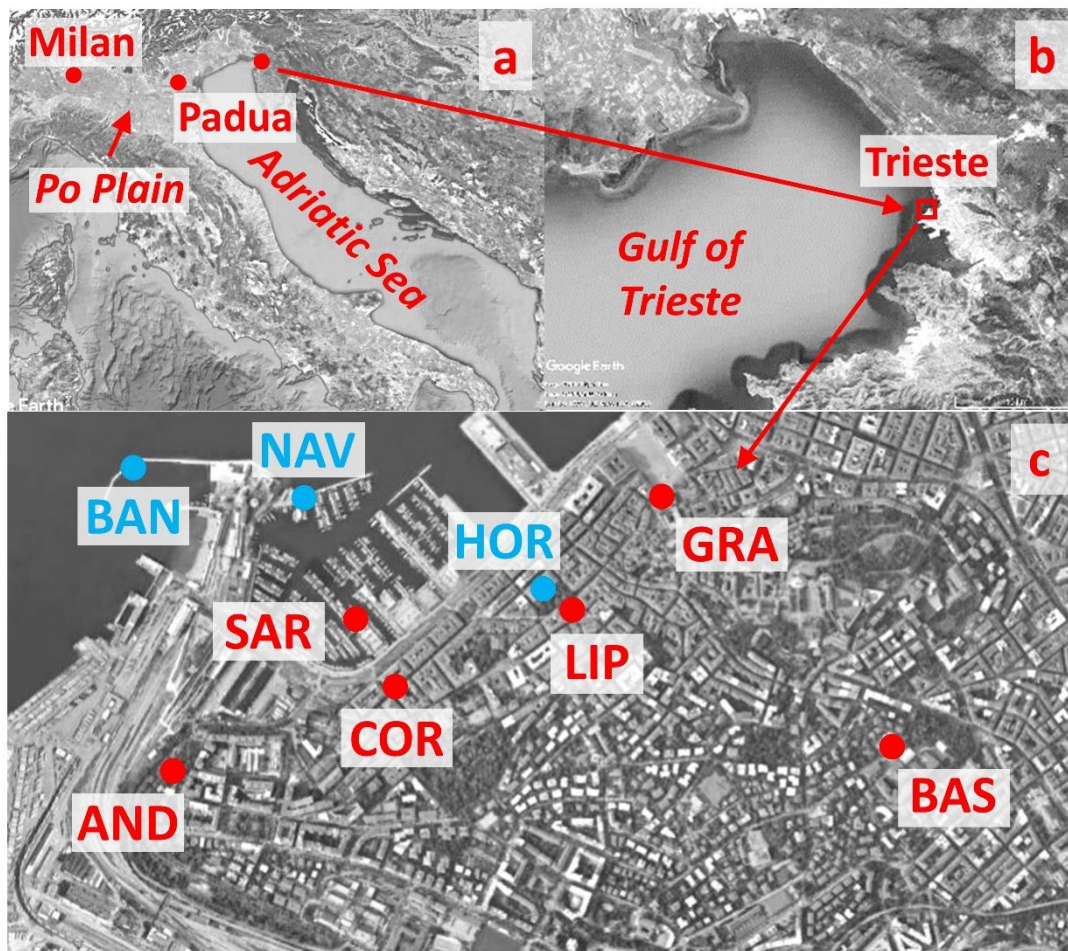 Milan
a
Padua
Po Plain
Adriatic Sea
e Earth
b
Trieste
Gulf of
Trieste
Google Earth
c
NAV
BAN
HOR
GRA
SAR
LIP
COR
BAS
AND